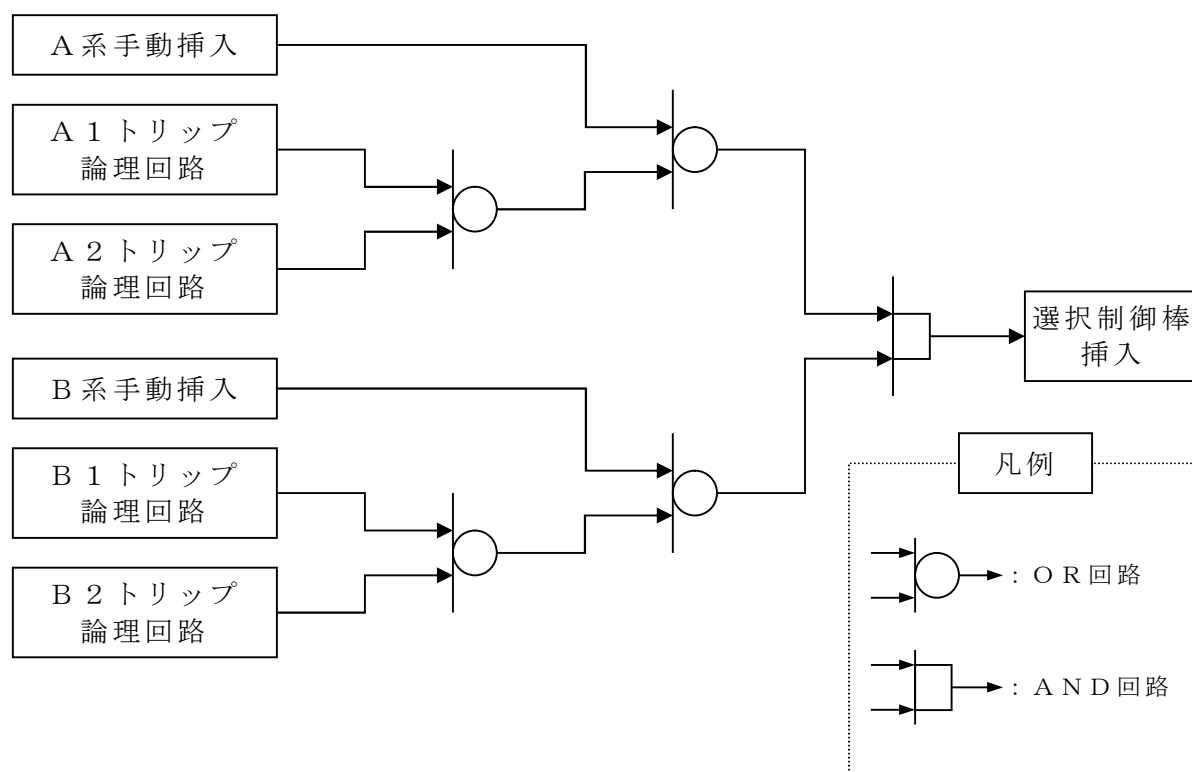 A系手動挿入
A1トリップ
論理回路
A2トリップ
論理回路
B系手動挿入
B1トリップ
論理回路
B2トリップ
論理回路
選択制御棒
挿入
凡例
：OR回路
：AND回路